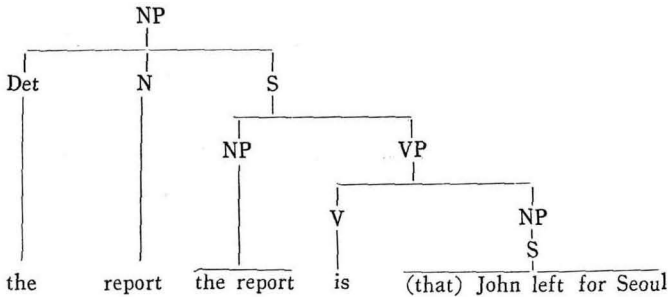 NP
Det N S
NP VP
V NP
S
the report the report is (that) John left for Seoul